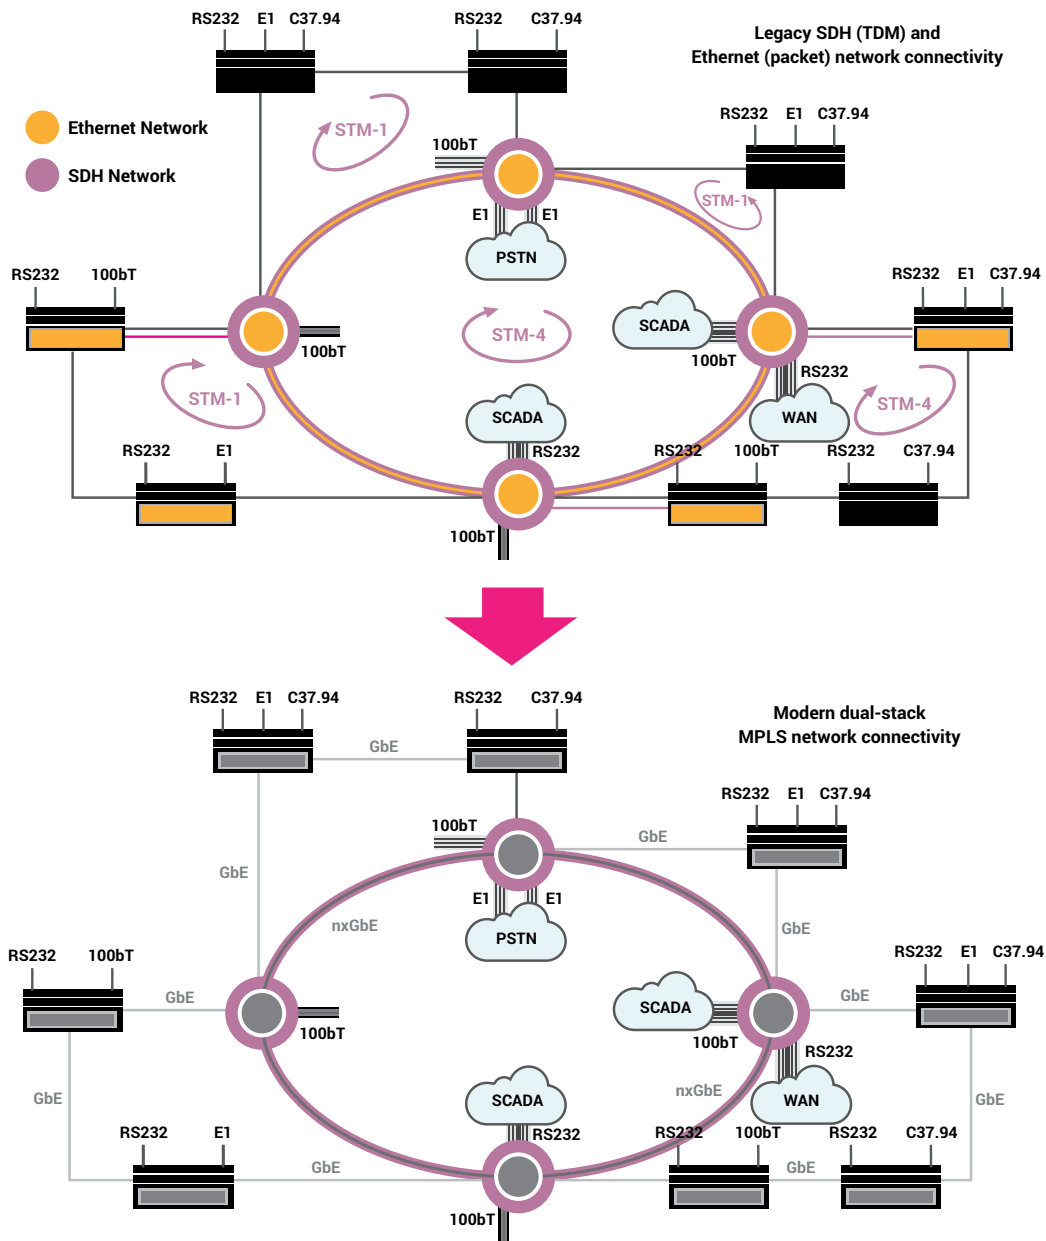 RS232 E1 C37.94
RS232 C37.94
Legacy SDH (TDM) and
Ethernet (packet) network connectivity
Ethernet Network
SDH Network
STM-1
100bT
RS232 E1 C37.94
STM-1
E1 E1
PSTN
RS232 100bT
RS232 E1 C37.94
SCADA
STM-4
100bT
100bT
STM-1
RS232
STM-4
SCADA
WAN
RS232 E1
RS232
RS232 100bT
RS232 C37.94
100bT
RS232 E1 C37.94
RS232 C37.94
Modern dual-stack
MPLS network connectivity
GbE
RS232 E1 C37.94
100bT
GbE
GbE
E1 E1
nxGbE
GbE
PSTN
RS232 100bT
RS232 E1 C37.94
GbE
GbE
SCADA
100bT
100bT
RS232
GbE
nxGbE
GbE
SCADA
WAN
RS232 E1
RS232
RS232 100bT
RS232 C37.94
GbE
GbE
100bT